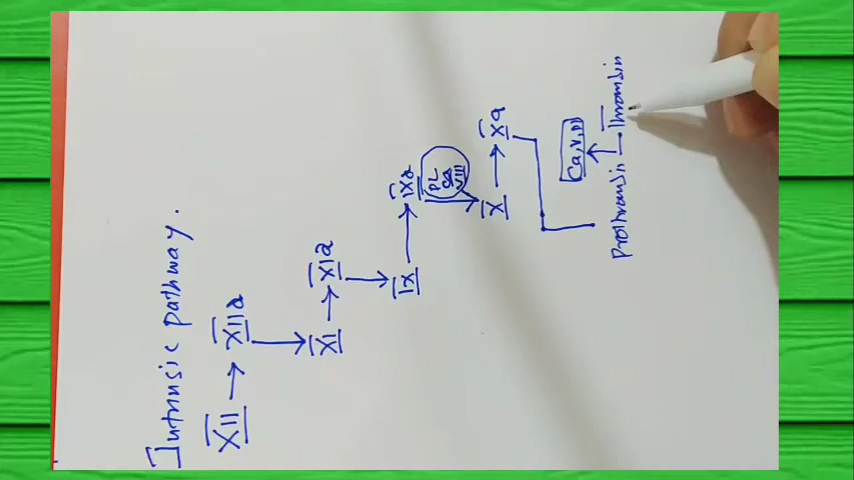 Intrinsic pathway.
XII → XIIa
XI → XIa
IX → IXa
PL
Ca
VIII
X → Xa
Ca, V, Pl
Prothrombin → Thrombin